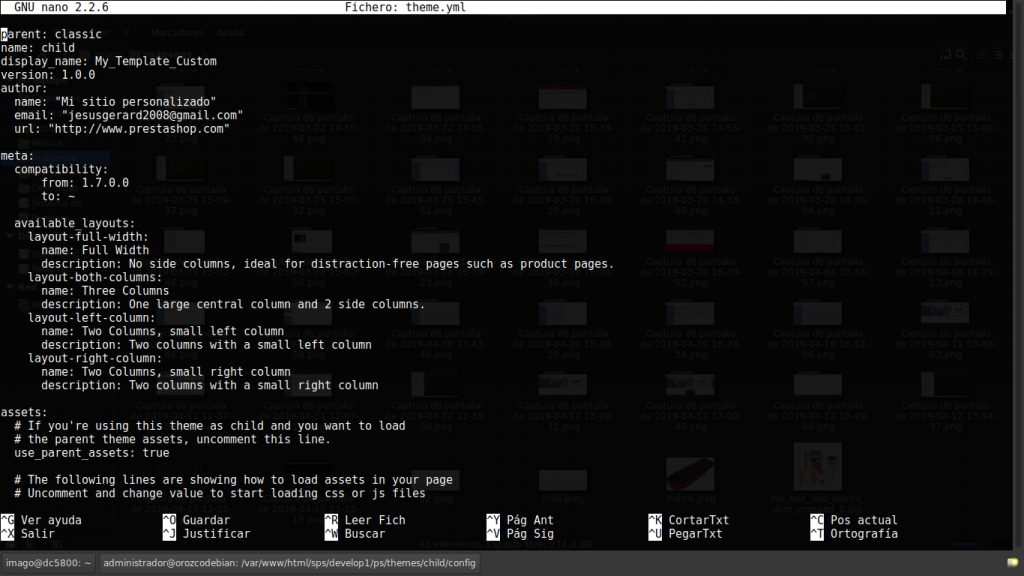 GNU nano 2.2.6 Fichero: theme.yml
parent: classic
name: child
display_name: My_Template_Custom
version: 1.0.0
author:
  name: "Mi sitio personalizado"
  email: "jesusgerard2008@gmail.com"
  url: "http://www.prestashop.com"
meta:
  compatibility:
      from: 1.7.0.0
      to: ~
  available_layouts:
    layout-full-width:
      name: Full Width
      description: No side columns, ideal for distraction-free pages such as product pages.
    layout-both-columns:
      name: Three Columns
      description: One large central column and 2 side columns.
    layout-left-column:
      name: Two Columns, small left column
      description: Two columns with a small left column
    layout-right-column:
      name: Two Columns, small right column
      description: Two columns with a small right column
assets:
  # If you're using this theme as child and you want to load
  # the parent theme assets, uncomment this line.
  use_parent_assets: true
  # The following lines are showing how to load assets in your page
  # Uncomment and change value to start loading css or js files
^G Ver ayuda ^O Guardar ^R Leer Fich ^Y Pág Ant ^K CortarTxt ^C Pos actual
^X Salir ^J Justificar ^W Buscar ^V Pág Sig ^U PegarTxt ^T Ortografía
imago@dc5800: ~ administrador@orozcodebian: /var/www/html/sps/develop1/ps/themes/child/config